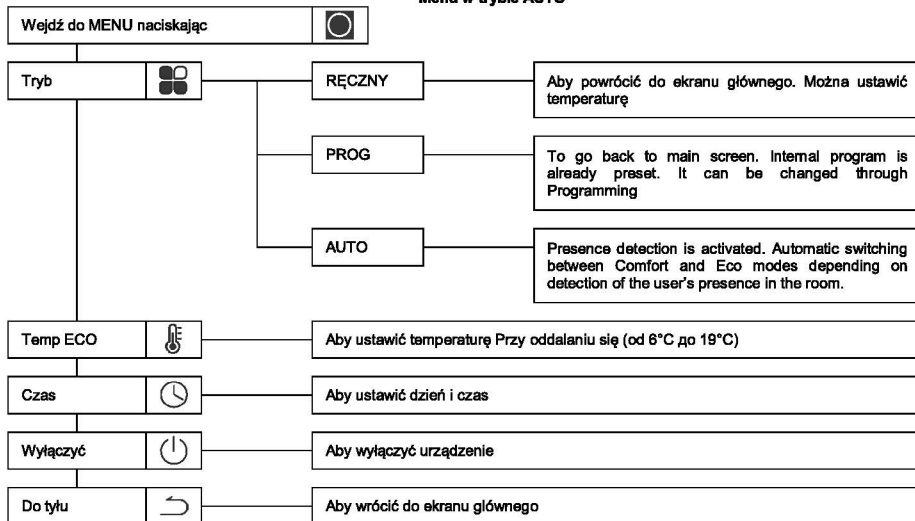 Menu w trybie AUTO
Wejdź do MENU naciskając
Tryb
RĘCZNY
Aby powrócić do ekranu głównego. Można ustawić
temperaturę
PROG
To go back to main screen. Internal program is
already preset. It can be changed through
Programming
AUTO
Presence detection is activated. Automatic switching
between Comfort and Eco modes depending on
detection of the user's presence in the room.
Temp ECO
Aby ustawić temperaturę Przy oddalaniu się (od 6°C до 19°C)
Czas
Aby ustawić dzień i czas
Wyłączyć
Aby wyłączyć urządzenie
Do tyłu
Aby wrócić do ekranu glównego